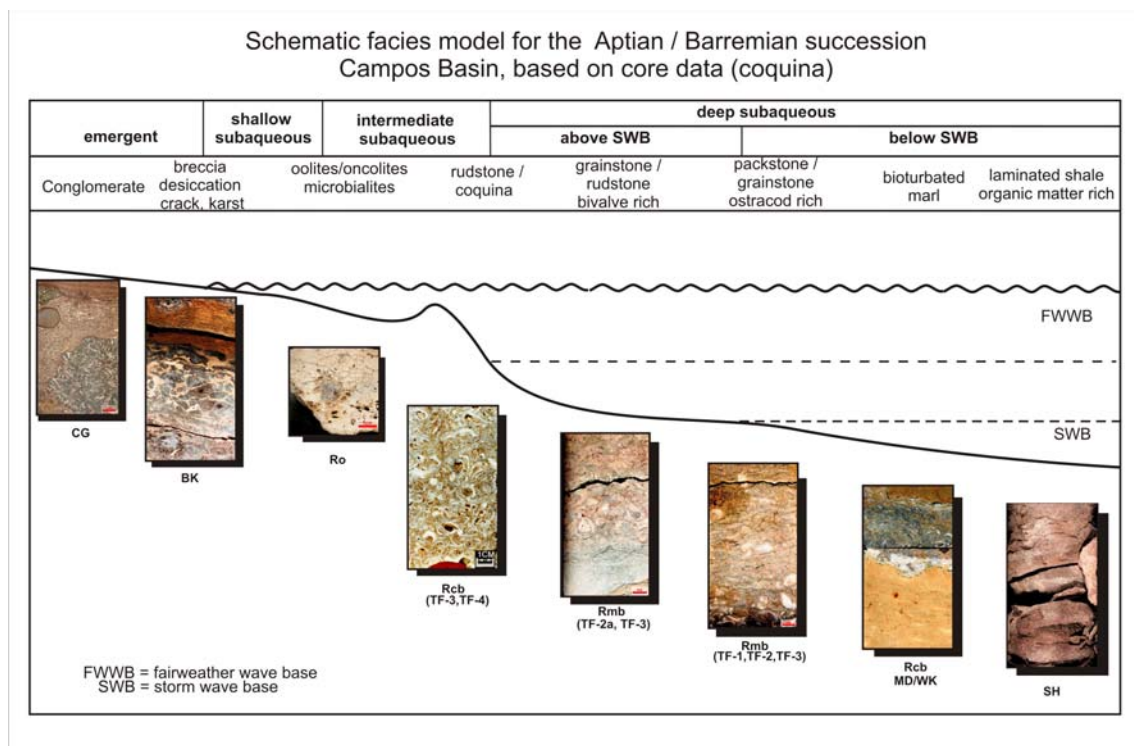 Schematic facies model for the Aptian / Barremian succession
Campos Basin, based on core data (coquina)
emergent
shallow
subaqueous
intermediate
subaqueous
deep subaqueous
above SWB
below SWB
Conglomerate
breccia
desiccation
crack, karst
oolites/oncolites
microbialites
rudstone /
coquina
grainstone /
rudstone
bivalve rich
packstone /
grainstone
ostracod rich
bioturbated
marl
laminated shale
organic matter rich
FWWB
SWB
CG
BK
Ro
1CM
Rcb
(TF-3,TF-4)
Rmb
(TF-2a, TF-3)
Rmb
(TF-1,TF-2,TF-3)
Rcb
MD/WK
SH
FWWB = fairweather wave base
SWB = storm wave base